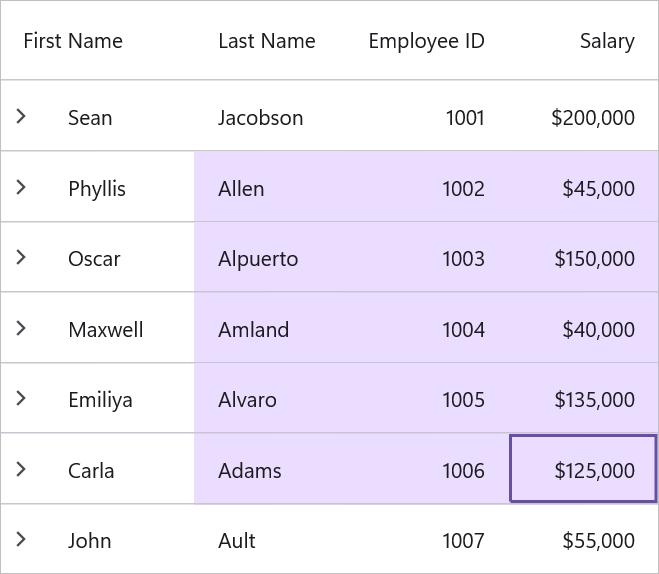 First Name Last Name Employee ID Salary
Sean Jacobson 1001 $200,000
Phyllis Allen 1002 $45,000
Oscar Alpuerto 1003 $150,000
Maxwell Amland 1004 $40,000
Emiliya Alvaro 1005 $135,000
Carla Adams 1006 $125,000
John Ault 1007 $55,000